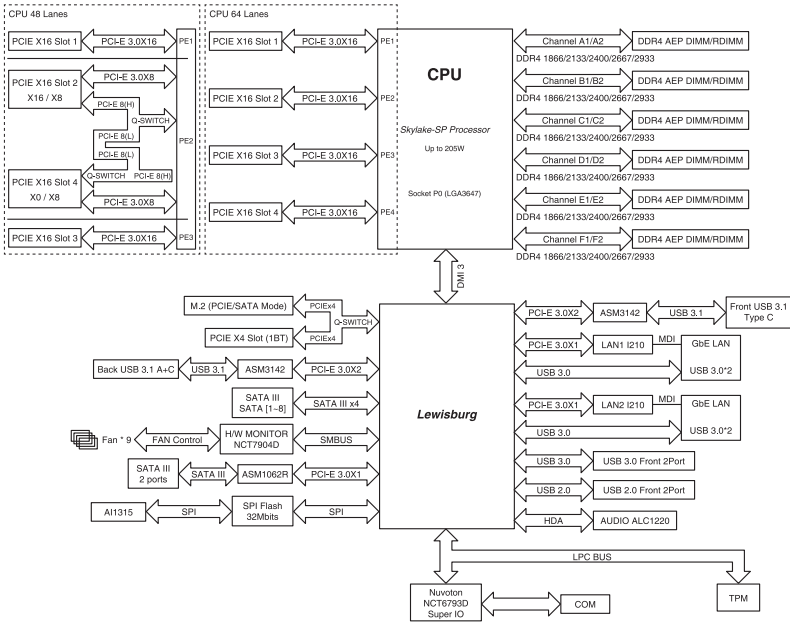 CPU 48 Lanes
PCIE X16 Slot 1
PCI-E 3.0X16
PE1
PCIE X16 Slot 2
X16 / X8
PCI-E 3.0X8
PCI-E 8(H)
Q-SWITCH
PCI-E 8(L)
PE2
PCI-E 8(L)
Q-SWITCH
PCI-E 8(H)
PCIE X16 Slot 4
X0 / X8
PCI-E 3.0X8
PCIE X16 Slot 3
PCI-E 3.0X16
PE3
CPU 64 Lanes
PCIE X16 Slot 1
PCI-E 3.0X16
PE1
PCIE X16 Slot 2
PCI-E 3.0X16
PE2
PCIE X16 Slot 3
PCI-E 3.0X16
PE3
PCIE X16 Slot 4
PCI-E 3.0X16
PE4
CPU
Skylake-SP Processor
Up to 205W
Socket P0 (LGA3647)
Channel A1/A2
DDR4 AEP DIMM/RDIMM
DDR4 1866/2133/2400/2667/2933
Channel B1/B2
DDR4 AEP DIMM/RDIMM
DDR4 1866/2133/2400/2667/2933
Channel C1/C2
DDR4 AEP DIMM/RDIMM
DDR4 1866/2133/2400/2667/2933
Channel D1/D2
DDR4 AEP DIMM/RDIMM
DDR4 1866/2133/2400/2667/2933
Channel E1/E2
DDR4 AEP DIMM/RDIMM
DDR4 1866/2133/2400/2667/2933
Channel F1/F2
DDR4 AEP DIMM/RDIMM
DDR4 1866/2133/2400/2667/2933
DMI 3
M.2 (PCIE/SATA Mode)
PCIEx4
Q-SWITCH
PCIE X4 Slot (1BT)
PCIEx4
Back USB 3.1 A+C
USB 3.1
ASM3142
PCI-E 3.0X2
SATA III
SATA [1~8]
SATA III x4
Fan * 9
FAN Control
H/W MONITOR
NCT7904D
SMBUS
SATA III
2 ports
SATA III
ASM1062R
PCI-E 3.0X1
AI1315
SPI
SPI Flash
32Mbits
SPI
Lewisburg
PCI-E 3.0X2
ASM3142
USB 3.1
Front USB 3.1
Type C
PCI-E 3.0X1
LAN1 I210
MDI
GbE LAN
USB 3.0
USB 3.0*2
PCI-E 3.0X1
LAN2 I210
MDI
GbE LAN
USB 3.0
USB 3.0*2
USB 3.0
USB 3.0 Front 2Port
USB 2.0
USB 2.0 Front 2Port
HDA
AUDIO ALC1220
LPC BUS
Nuvoton
NCT6793D
Super IO
COM
TPM